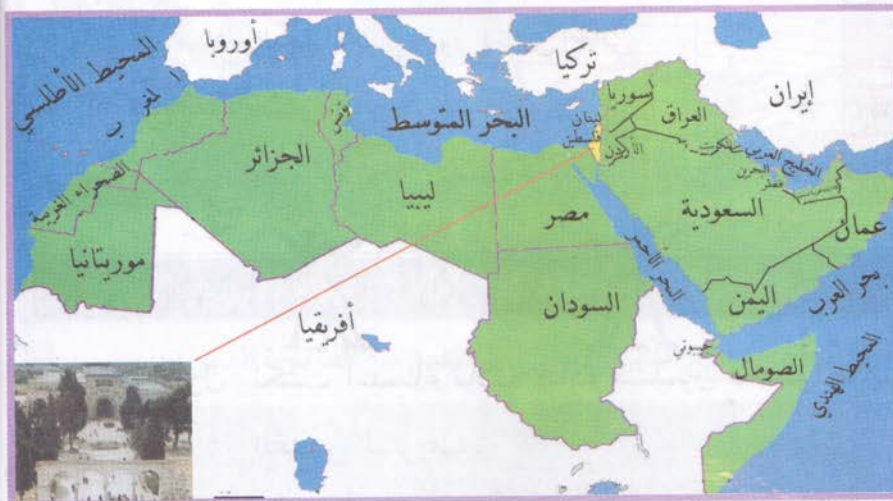 أوروبا
تركيا
إيران
المحيط الأطلسي
المغرب
تونس
البحر المتوسط
لبنان
سوريا
العراق
فلسطين
الأردن
الكويت
الخليج العربي
البحرين
قطر
الجزائر
ليبيا
مصر
السعودية
عمان
الصحراء الغربية
موريتانيا
البحر الأحمر
اليمن
بحر العرب
السودان
أفريقيا
جيبوتي
الصومال
المحيط الهندي